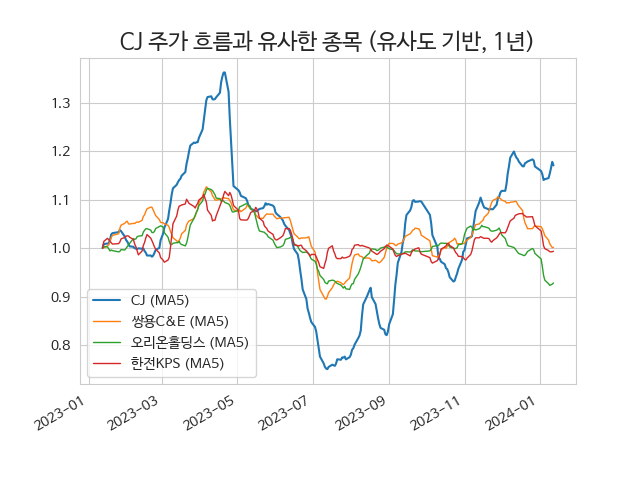 CJ 주가 흐름과 유사한 종목 (유사도 기반, 1년)
1.3
1.2
1.1
1.0
0.9
0.8
CJ (MA5)
쌍용C&E (MA5)
오리온홀딩스 (MA5)
한전KPS (MA5)
2023-01
2023-03
2023-05
2023-07
2023-09
2023-11
2024-01